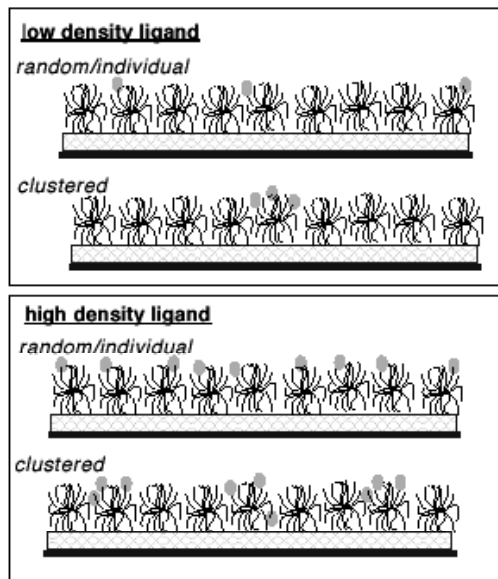 low density ligand
random/individual
clustered
high density ligand
random/individual
clustered